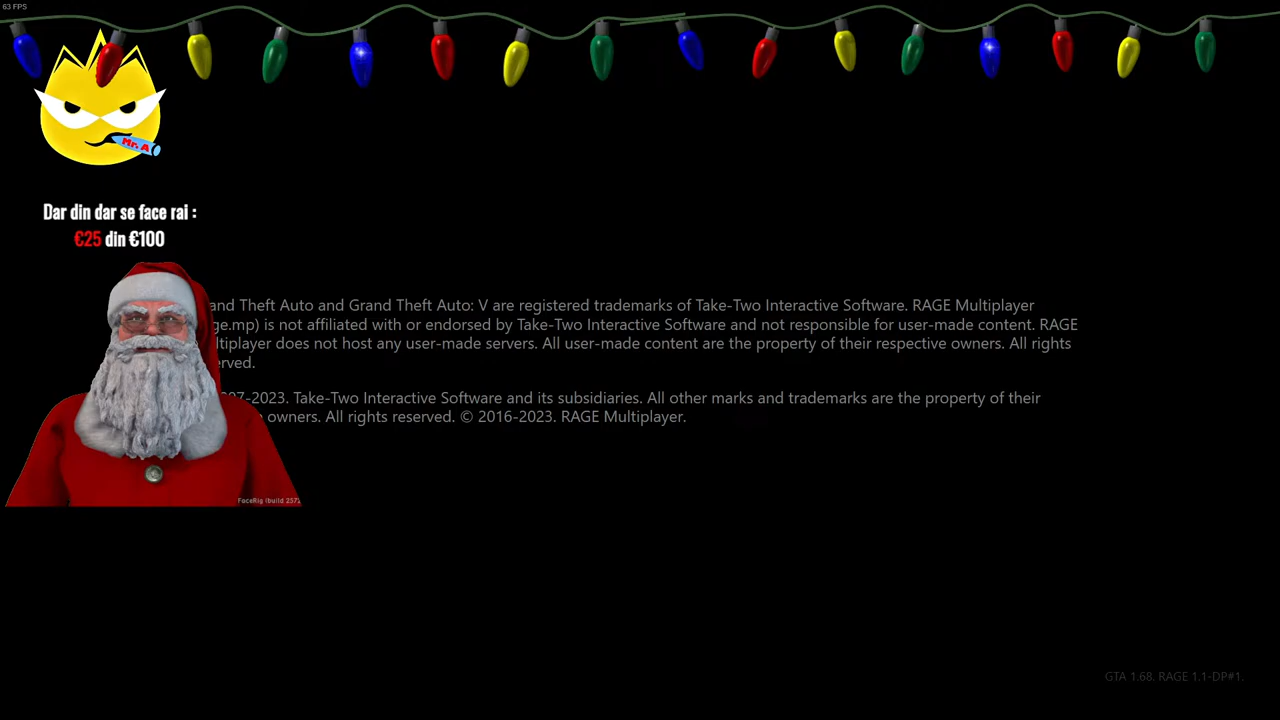 63 FPS
Mr. A
Dar din dar se face rai :
€25 din €100
and Theft Auto and Grand Theft Auto: V are registered trademarks of Take-Two Interactive Software. RAGE Multiplayer
ge.mp) is not affiliated with or endorsed by Take-Two Interactive Software and not responsible for user-made content. RAGE
ltiplayer does not host any user-made servers. All user-made content are the property of their respective owners. All rights
erved.
97-2023. Take-Two Interactive Software and its subsidiaries. All other marks and trademarks are the property of their
owners. All rights reserved. © 2016-2023. RAGE Multiplayer.
FaceRig (build 257)
GTA 1.68. RAGE 1.1-DP#1.